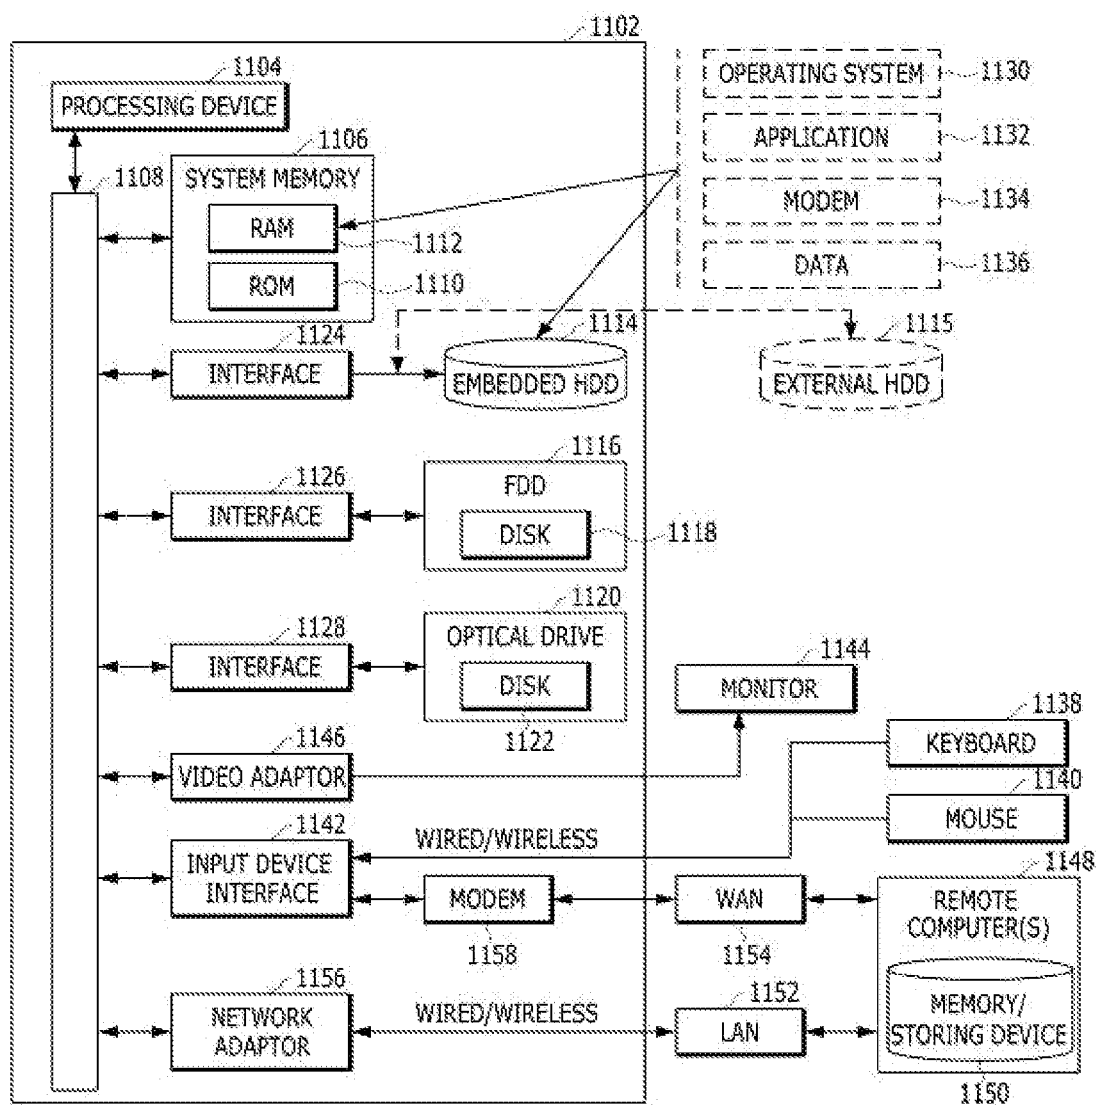 1102
1104
PROCESSING DEVICE
OPERATING SYSTEM
1130
1106
APPLICATION
1132
1108
SYSTEM MEMORY
RAM
1112
MODEM
1134
ROM
1110
DATA
1136
1124
INTERFACE
1114
EMBEDDED HDD
1115
EXTERNAL HDD
1126
INTERFACE
1116
FDD
DISK
1118
1128
INTERFACE
1120
OPTICAL DRIVE
DISK
1122
1144
MONITOR
1138
KEYBOARD
1146
VIDEO ADAPTOR
1140
MOUSE
1142
INPUT DEVICE
INTERFACE
WIRED/WIRELESS
MODEM
1158
WAN
1154
1148
REMOTE
COMPUTER(S)
MEMORY/
STORING DEVICE
1150
1156
NETWORK
ADAPTOR
WIRED/WIRELESS
1152
LAN